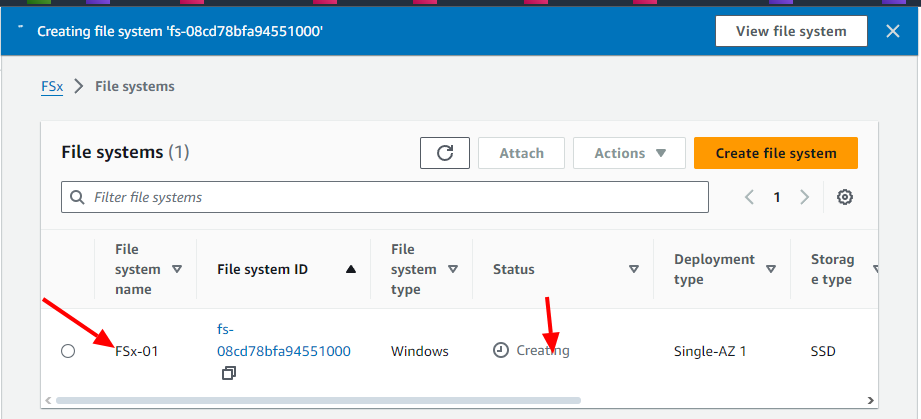 Creating file system 'fs-08cd78bfa94551000'
View file system
FSx
File systems
File systems (1)
Attach
Actions
Create file system
Filter file systems
1
File
system
name
File system ID
File
system
type
Status
Deployment
type
Storag
e type
FSx-01
fs-
08cd78bfa94551000
Windows
Creating
Single-AZ 1
SSD